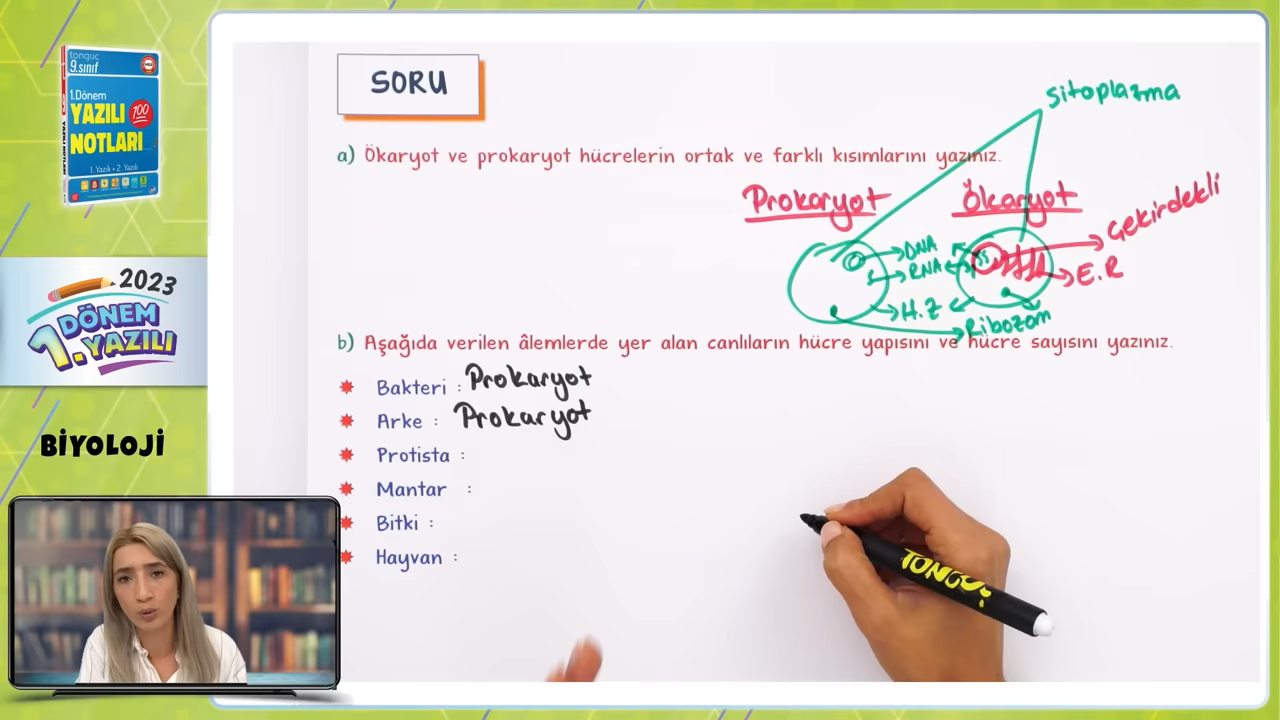 tonguç
9.sınıf
1.Dönem
YAZILI
100
NOTLARI
1. Yazılı + 2. Yazılı
YAZILI NOTLARI
2023
1. DÖNEM
YAZILI
BİYOLOJİ
SORU
sitoplazma
a) Ökaryot ve prokaryot hücrelerin ortak ve farklı kısımlarını yazınız.
Prokaryot Ökaryot
Çekirdekli
DNA
RNA
E.R
H.Z
Ribozom
b) Aşağıda verilen âlemlerde yer alan canlıların hücre yapısını ve hücre sayısını yazınız.
Bakteri : Prokaryot
Arke : Prokaryot
Protista :
Mantar :
Bitki :
Hayvan :
TONGUÇ